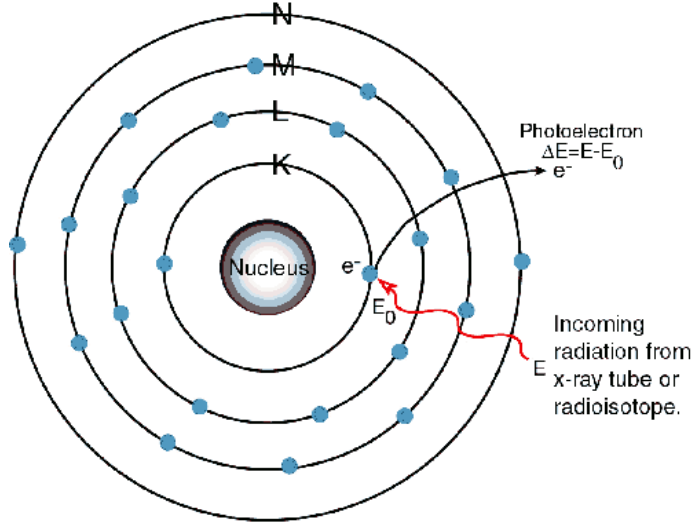 N
M
L
K
Photoelectron
ΔE=E-E₀
e⁻
Nucleus
e⁻
E₀
E
Incoming
radiation from
x-ray tube or
radioisotope.